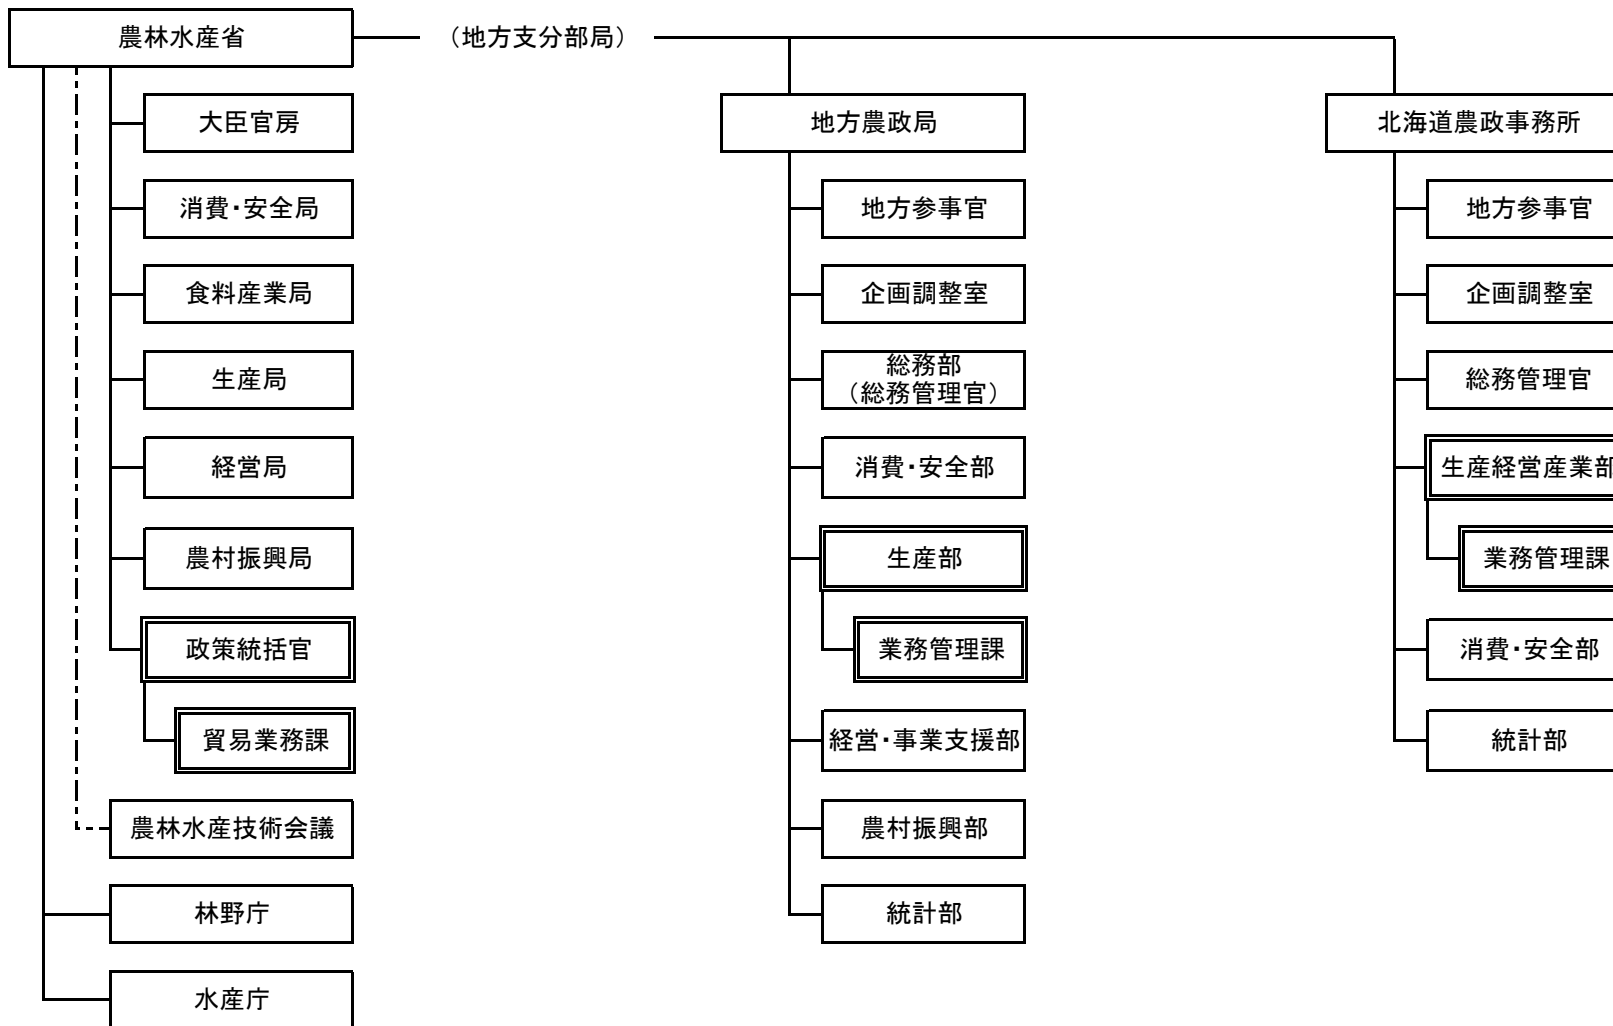 農林水産省
（地方支分部局）
大臣官房
消費・安全局
食料産業局
生産局
経営局
農村振興局
政策統括官
貿易業務課
農林水産技術会議
林野庁
水産庁
地方農政局
地方参事官
企画調整室
総務部
（総務管理官）
消費・安全部
生産部
業務管理課
経営・事業支援部
農村振興部
統計部
北海道農政事務所
地方参事官
企画調整室
総務管理官
生産経営産業部
業務管理課
消費・安全部
統計部